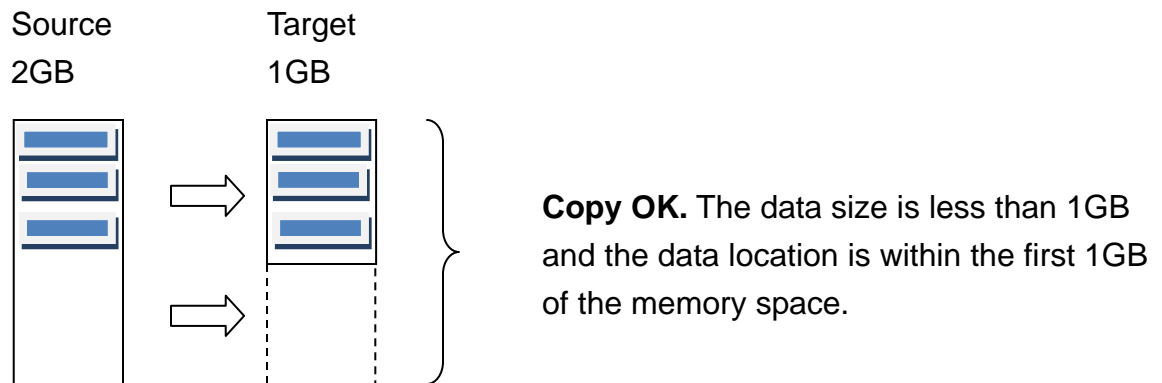 Source Target
2GB 1GB
Copy OK. The data size is less than 1GB
and the data location is within the first 1GB
of the memory space.